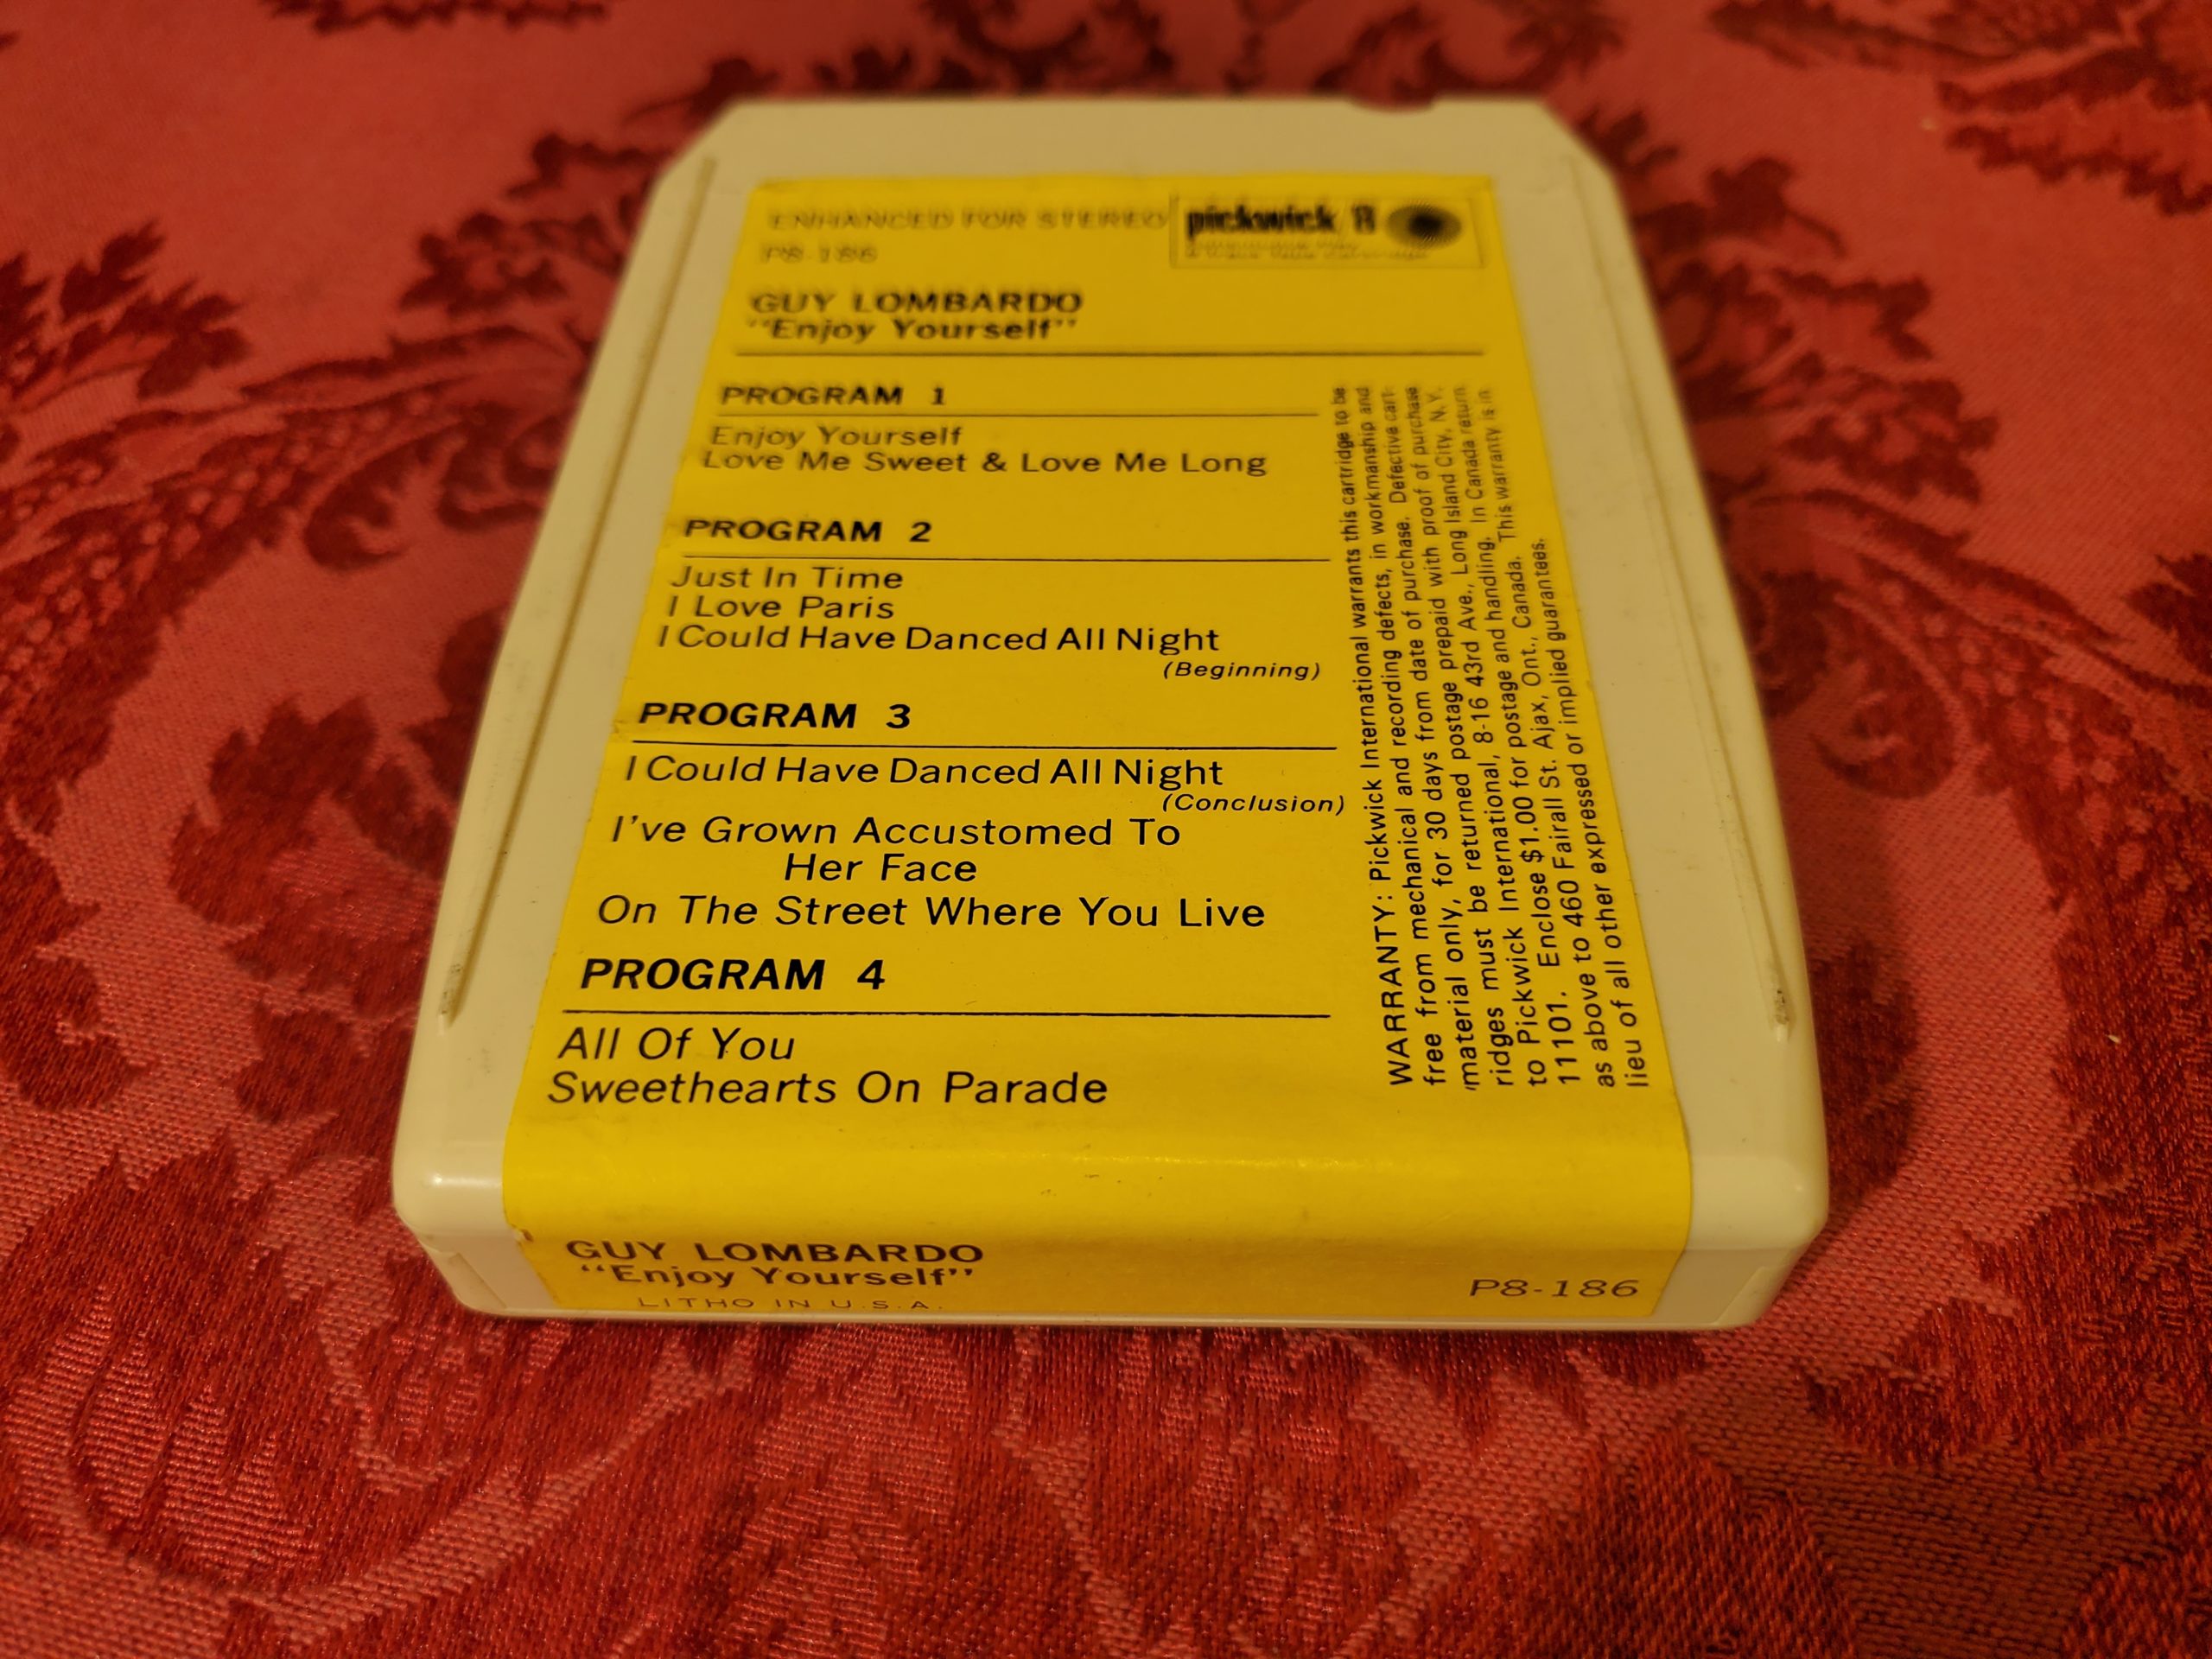 ENHANCED FOR STEREO
P8-186
pickwick/8
GUY LOMBARDO
"Enjoy Yourself"
PROGRAM 1
Enjoy Yourself
Love Me Sweet & Love Me Long
PROGRAM 2
Just In Time
I Love Paris
I Could Have Danced All Night
(Beginning)
PROGRAM 3
I Could Have Danced All Night
(Conclusion)
I've Grown Accustomed To
Her Face
On The Street Where You Live
PROGRAM 4
All Of You
Sweethearts On Parade
WARRANTY: Pickwick International warrants this cartridge to be
free from mechanical and recording defects, in workmanship and
material only, for 30 days from date of purchase. Defective cart-
ridges must be returned postage prepaid with proof of purchase
to Pickwick International, 8-16 43rd Ave., Long Island City, N.Y.
11101. Enclose $1.00 for postage and handling. In Canada return
as above to 460 Fairall St. Ajax, Ont., Canada. This warranty is in
lieu of all other expressed or implied guarantees.
GUY LOMBARDO
"Enjoy Yourself"
LITHO IN U.S.A.
P8-186